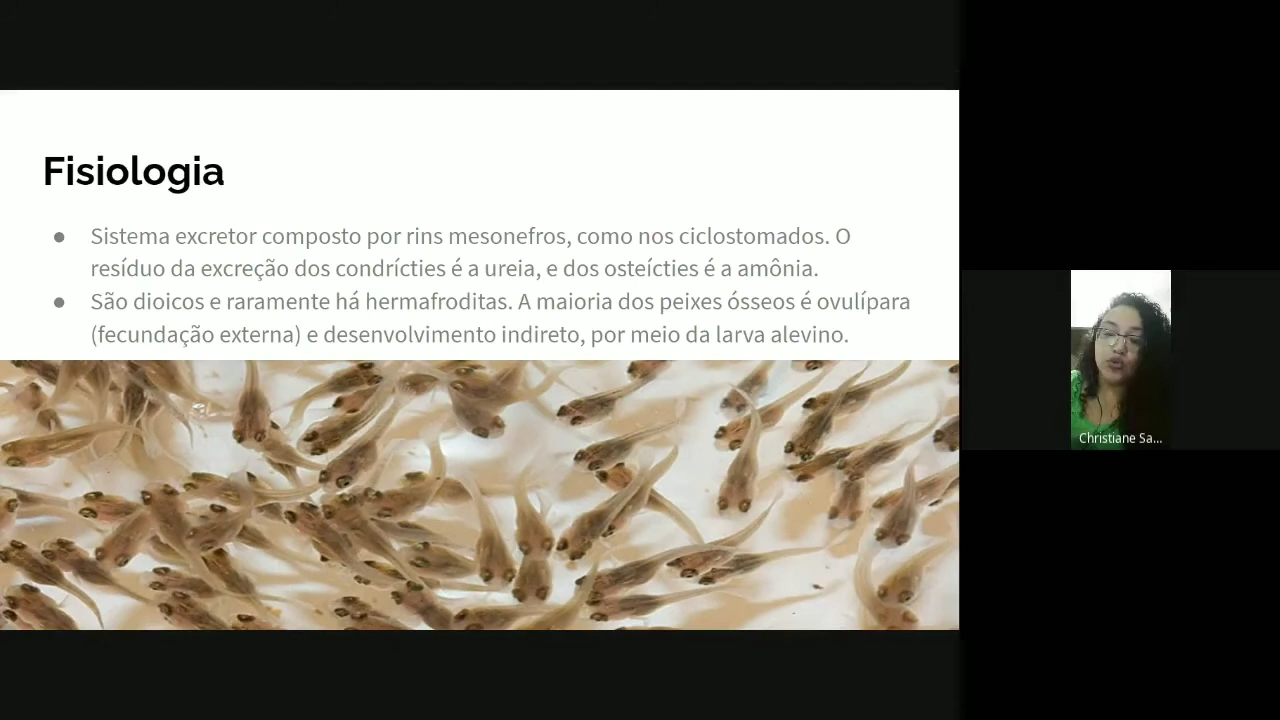 Fisiologia
● Sistema excretor composto por rins mesonefros, como nos ciclostomados. O
resíduo da excreção dos condrícties é a ureia, e dos osteícties é a amônia.
● São dioicos e raramente há hermafroditas. A maioria dos peixes ósseos é ovulípara
(fecundação externa) e desenvolvimento indireto, por meio da larva alevino.
Christiane Sa...